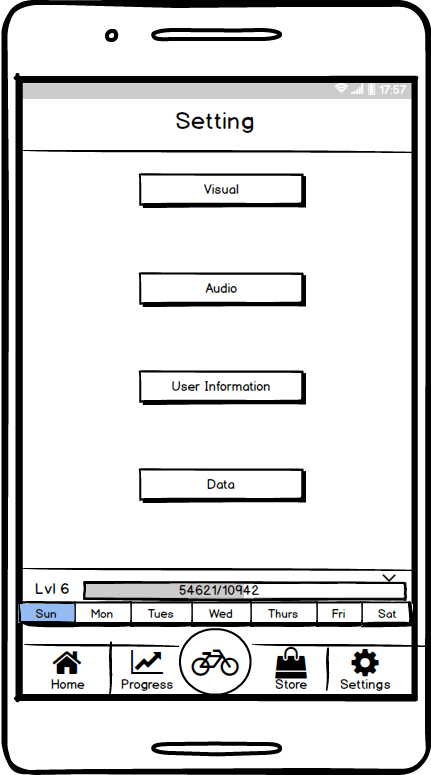 17:57
Setting
Visual
Audio
User Information
Data
Lvl 6 54621/10942
Sun Mon Tues Wed Thurs Fri Sat
Home Progress Store Settings